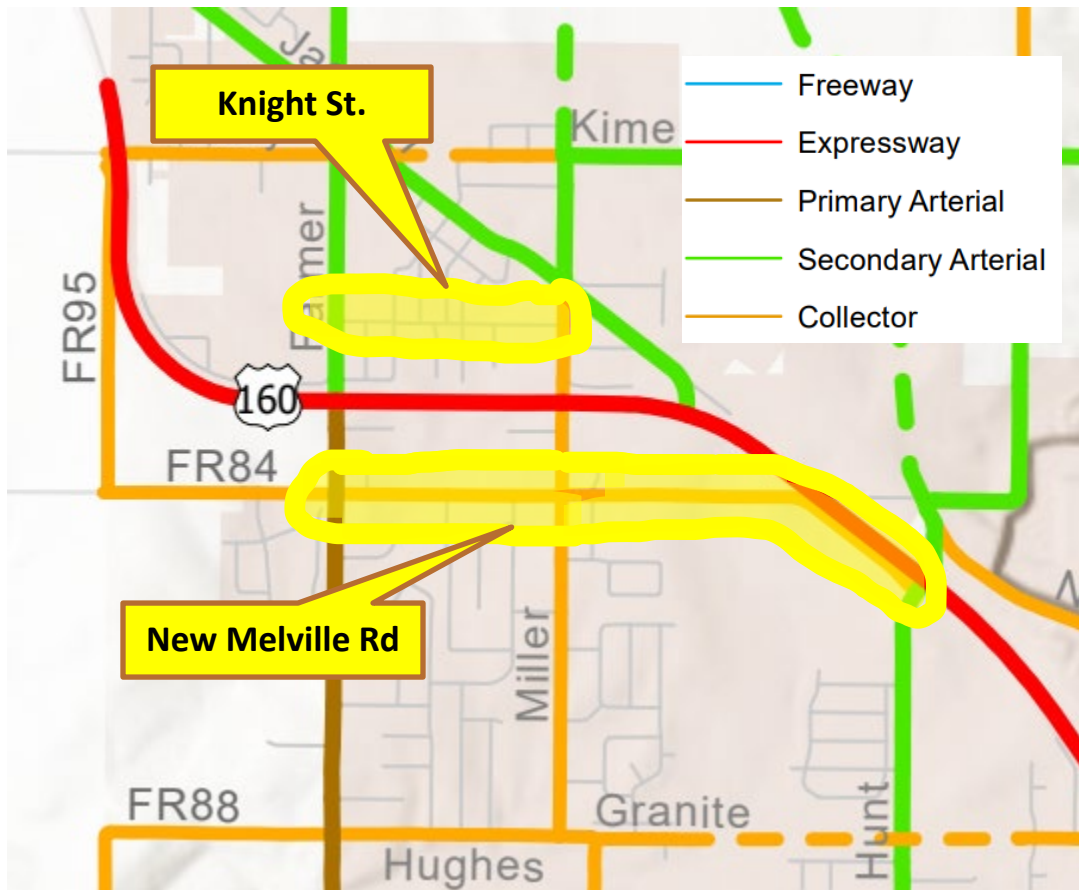 Ja
Knight St.
Kime
Freeway
Expressway
Primary Arterial
Secondary Arterial
Collector
FR95
160
FR84
New Melville Rd
Miller
FR88
Granite
Hunt
Hughes